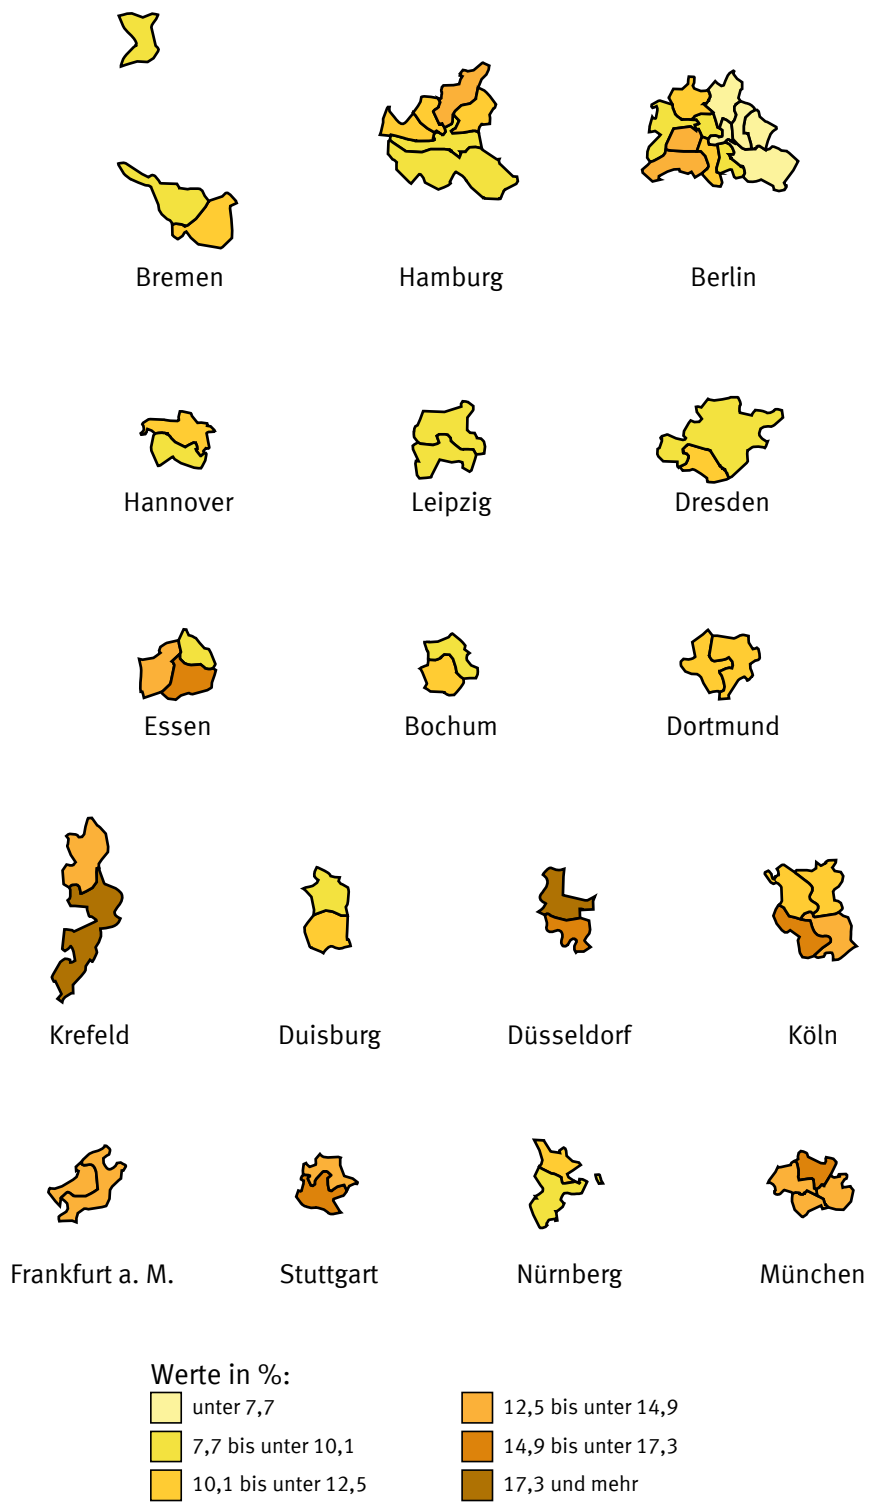 Bremen
Hamburg
Berlin
Hannover
Leipzig
Dresden
Essen
Bochum
Dortmund
Krefeld
Duisburg
Düsseldorf
Köln
Frankfurt a. M.
Stuttgart
Nürnberg
München
Werte in %:
unter 7,7
7,7 bis unter 10,1
10,1 bis unter 12,5
12,5 bis unter 14,9
14,9 bis unter 17,3
17,3 und mehr